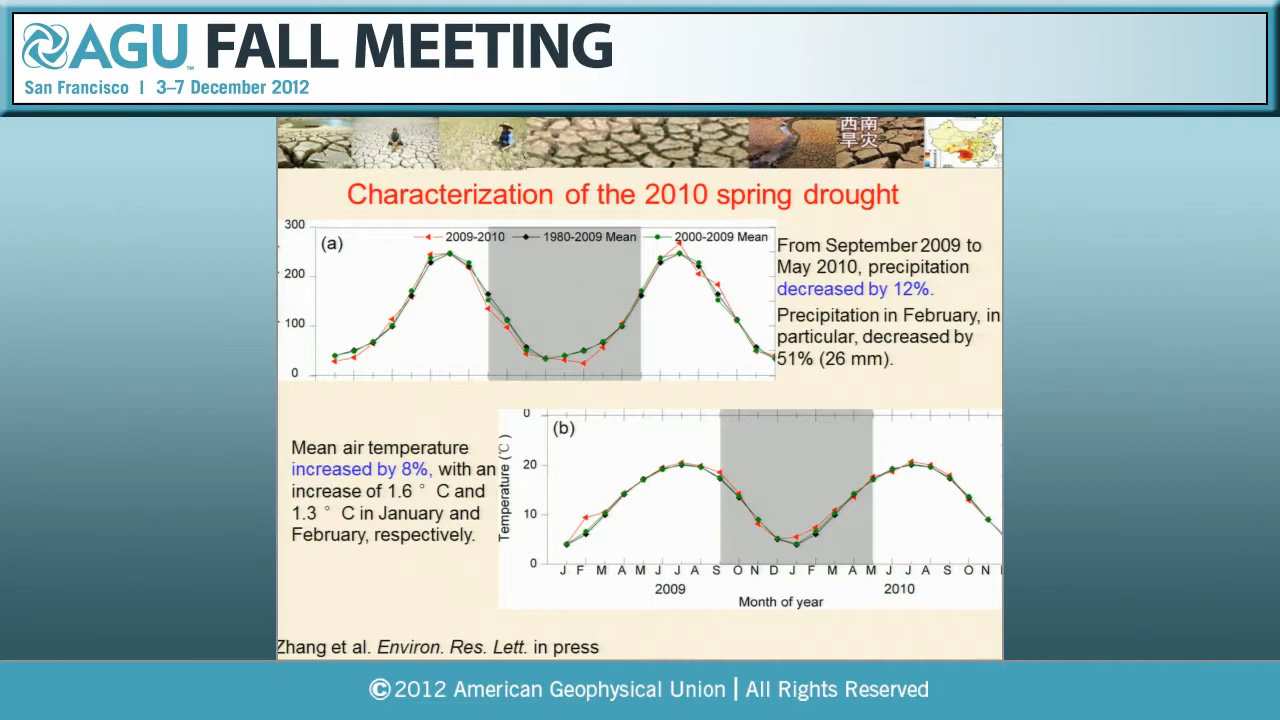 AGU FALL MEETING
San Francisco | 3–7 December 2012
西南
旱灾
Characterization of the 2010 spring drought
300
200
100
0
(a)
2009-2010
1980-2009 Mean
2000-2009 Mean
From September 2009 to
May 2010, precipitation
decreased by 12%.
Precipitation in February, in
particular, decreased by
51% (26 mm).
Mean air temperature
increased by 8%, with an
increase of 1.6 ° C and
1.3 ° C in January and
February, respectively.
(b)
Temperature (℃)
0
20
10
0
J F M A M J J A S O N D J F M A M J J A S O N
2009 2010
Month of year
Zhang et al. Environ. Res. Lett. in press
©2012 American Geophysical Union | All Rights Reserved